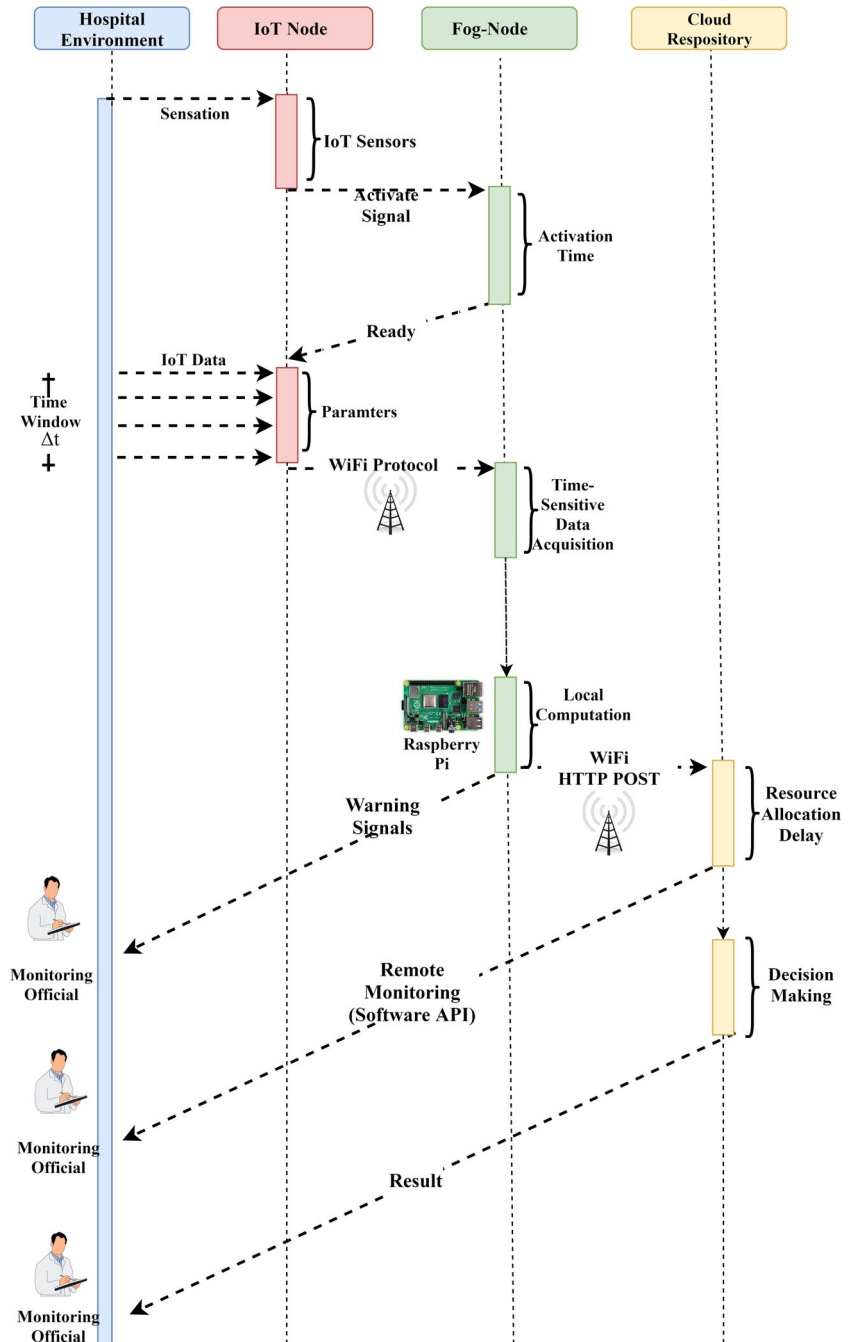 Hospital
Environment
IoT Node
Fog-Node
Cloud
Respository
Sensation
IoT Sensors
Activate
Signal
Activation
Time
Ready
IoT Data
Time
Window
Δt
Paramters
WiFi Protocol
Time-
Sensitive
Data
Acquisition
Raspberry
Pi
Local
Computation
WiFi
HTTP POST
Resource
Allocation
Delay
Warning
Signals
Monitoring
Official
Remote
Monitoring
(Software API)
Decision
Making
Monitoring
Official
Result
Monitoring
Official